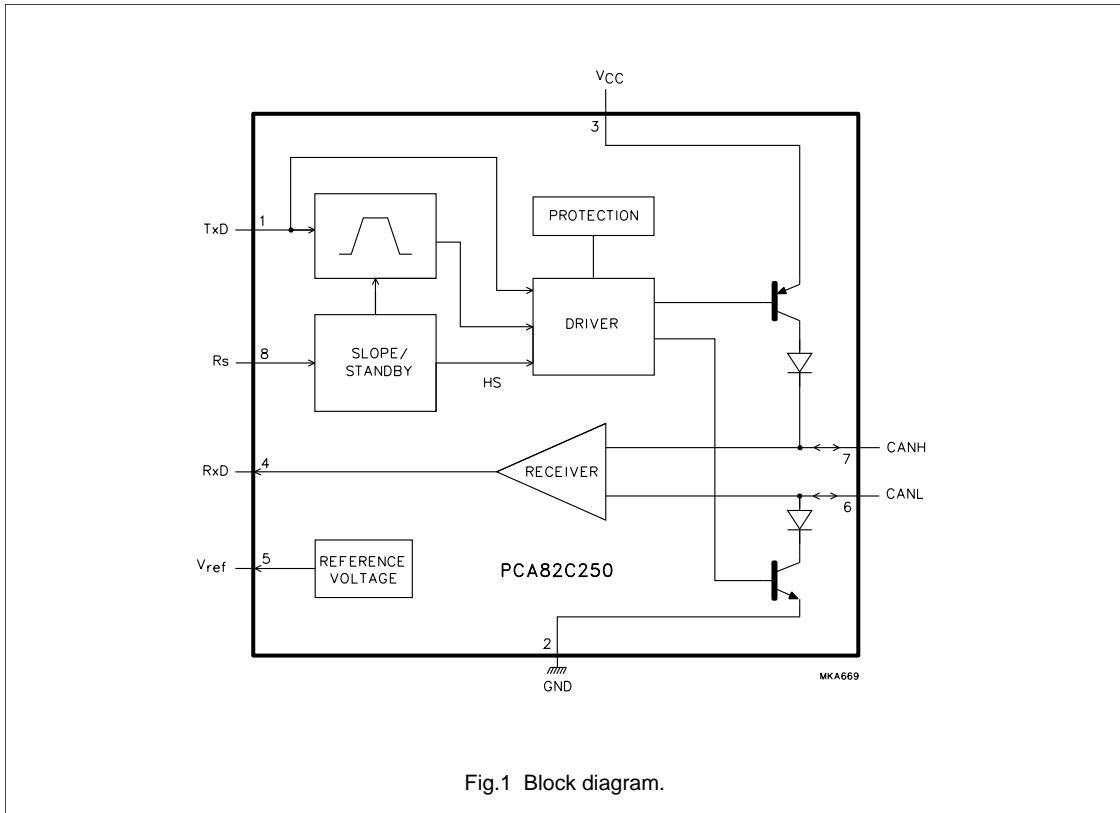 VCC
3
PROTECTION
TxD
1
DRIVER
Rs
8
SLOPE/
STANDBY
HS
7
CANH
RxD
4
RECEIVER
6
CANL
Vref
5
REFERENCE
VOLTAGE
PCA82C250
2
GND
MKA669
Fig.1 Block diagram.